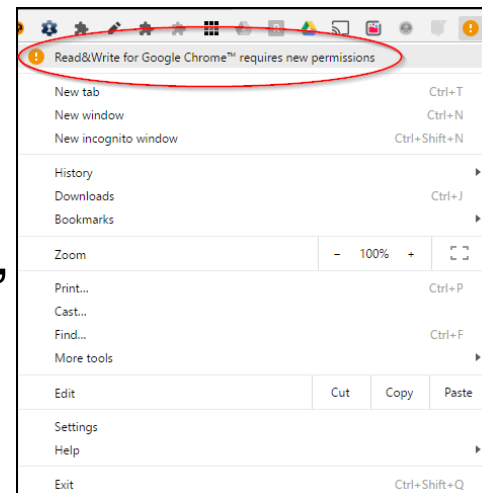 Read&Write for Google Chrome™ requires new permissions
New tab Ctrl+T
New window Ctrl+N
New incognito window Ctrl+Shift+N
History
Downloads Ctrl+J
Bookmarks
Zoom − 100% +
Print... Ctrl+P
Cast...
Find... Ctrl+F
More tools
Edit Cut Copy Paste
Settings
Help
Exit Ctrl+Shift+Q